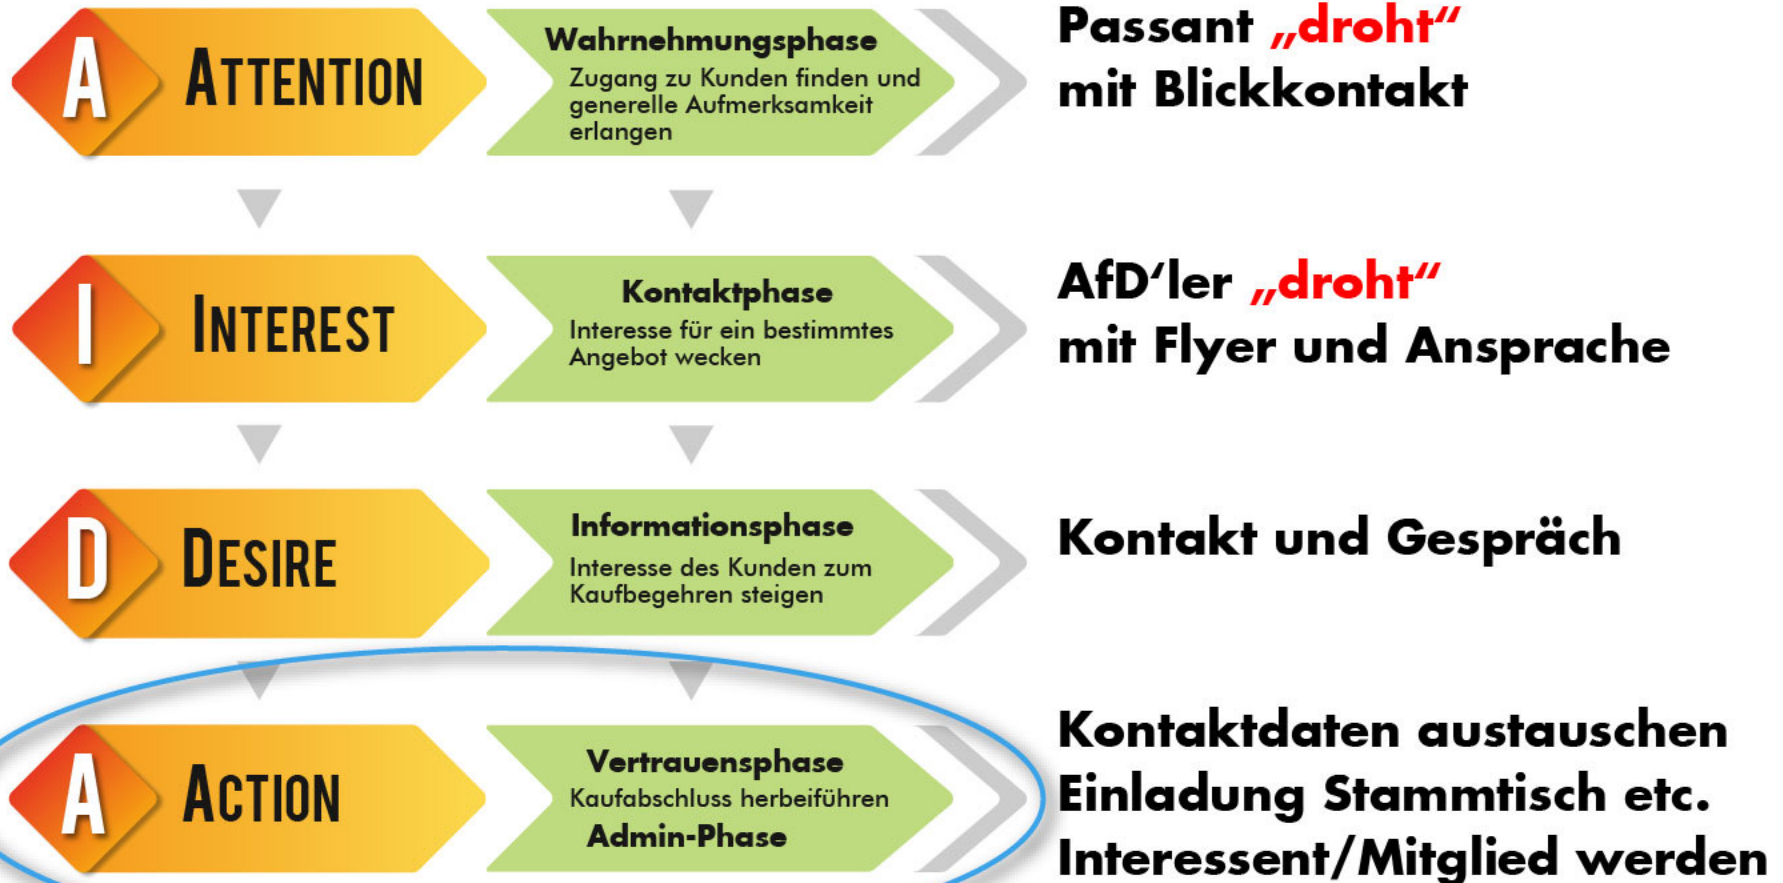 A ATTENTION
Wahrnehmungsphase
Zugang zu Kunden finden und
generelle Aufmerksamkeit
erlangen
Passant „droht“
mit Blickkontakt
I INTEREST
Kontaktphase
Interesse für ein bestimmtes
Angebot wecken
AfD‘ler „droht“
mit Flyer und Ansprache
D DESIRE
Informationsphase
Interesse des Kunden zum
Kaufbegehren steigen
Kontakt und Gespräch
A ACTION
Vertrauensphase
Kaufabschluss herbeiführen
Admin-Phase
Kontaktdaten austauschen
Einladung Stammtisch etc.
Interessent/Mitglied werden